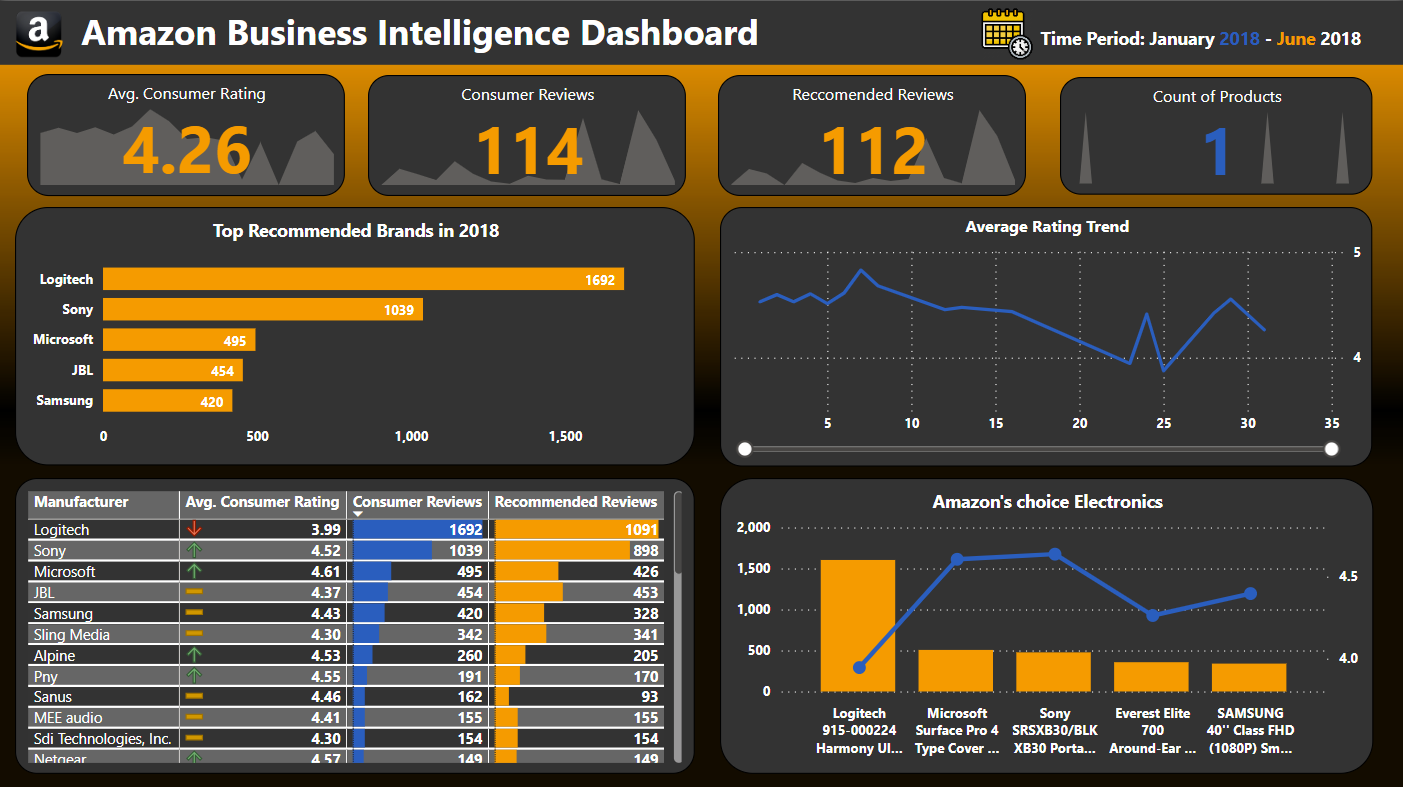 a
Amazon Business Intelligence Dashboard
Time Period: January 2018 - June 2018
Avg. Consumer Rating
4.26
Consumer Reviews
114
Reccomended Reviews
112
Count of Products
1
Top Recommended Brands in 2018
Logitech 1692
Sony 1039
Microsoft 495
JBL 454
Samsung 420
0 500 1,000 1,500
Average Rating Trend
5
4
5 10 15 20 25 30 35
Manufacturer Avg. Consumer Rating Consumer Reviews Recommended Reviews
Logitech 3.99 1692 1091
Sony 4.52 1039 898
Microsoft 4.61 495 426
JBL 4.37 454 453
Samsung 4.43 420 328
Sling Media 4.30 342 341
Alpine 4.53 260 205
Pny 4.55 191 170
Sanus 4.46 162 93
MEE audio 4.41 155 155
Sdi Technologies, Inc. 4.30 154 154
Netgear 4.57 149 149
Amazon's choice Electronics
2,000
1,500
1,000
500
0
4.5
4.0
Logitech
915-000224
Harmony Ul...
Microsoft
Surface Pro 4
Type Cover ...
Sony
SRSXB30/BLK
XB30 Porta...
Everest Elite
700
Around-Ear ...
SAMSUNG
40'' Class FHD
(1080P) Sm...